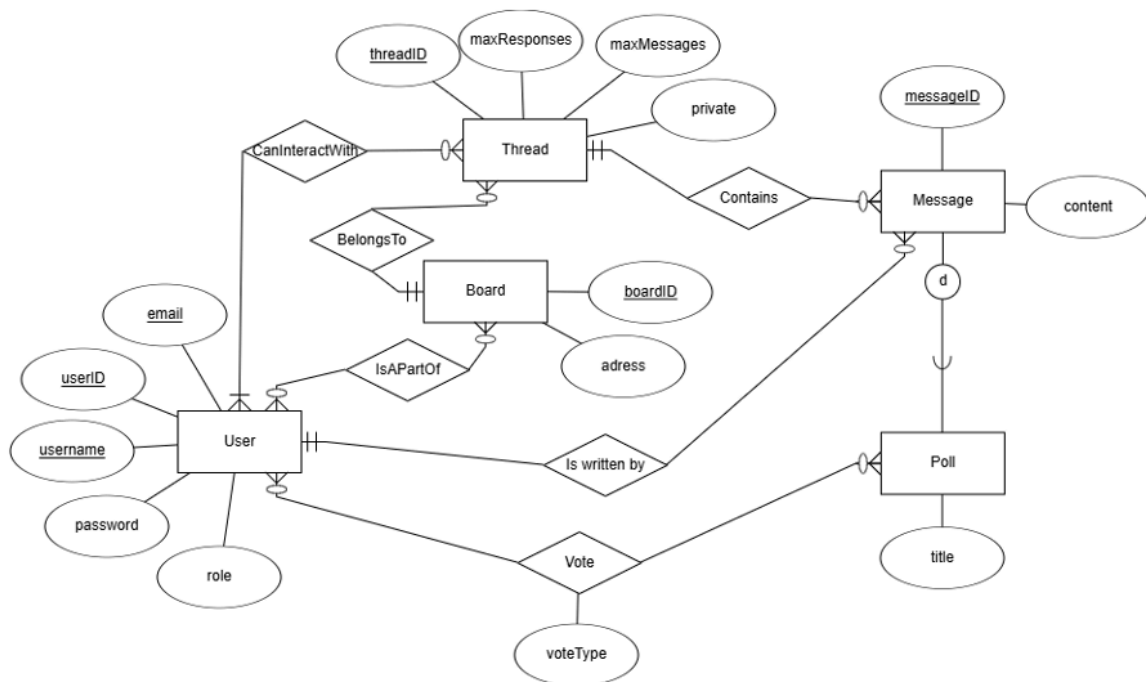 threadID
maxResponses
maxMessages
messageID
private
CanInteractWith
Thread
Contains
Message
content
BelongsTo
Board
boardID
d
email
adress
IsAPartOf
userID
User
username
Is written by
Poll
password
role
Vote
title
voteType